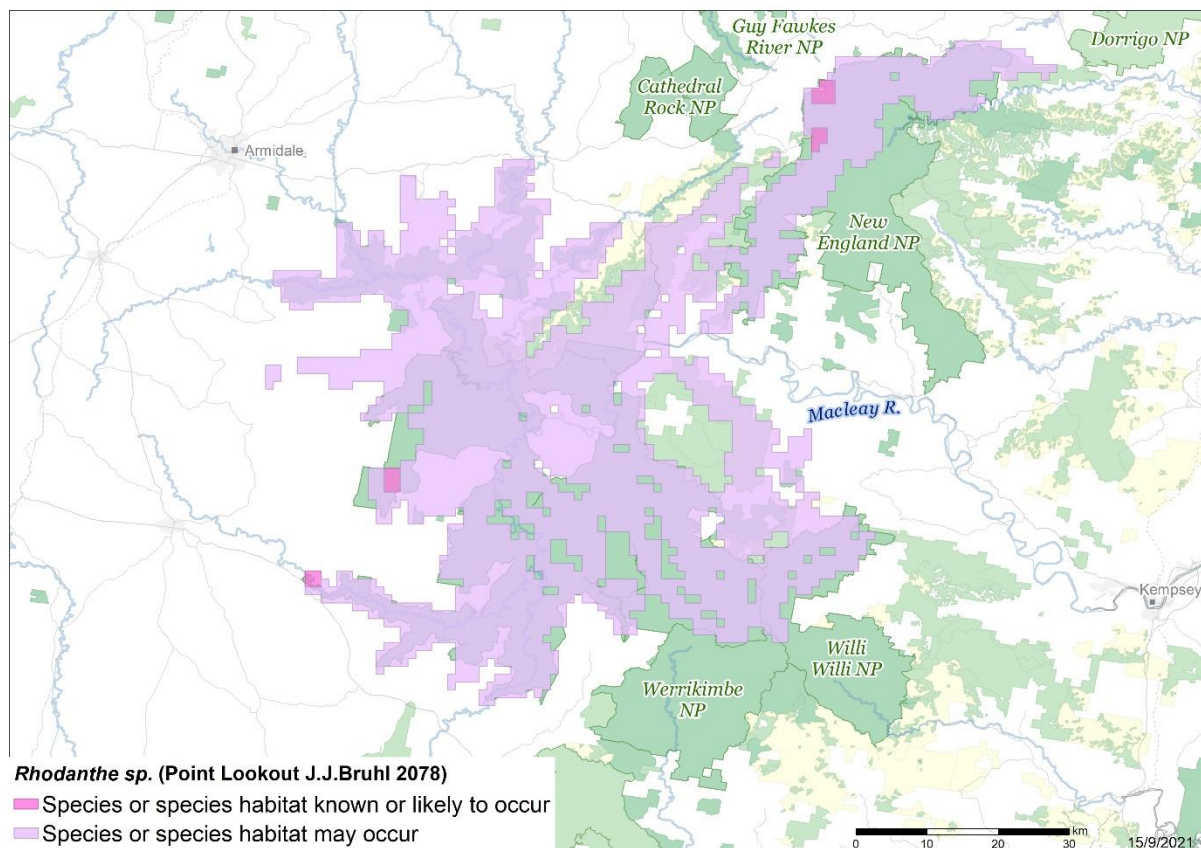 Guy Fawkes
River NP
Dorrigo NP
Cathedral
Rock NP
Armidale
New
England NP
Macleay R.
Kempsey
Willi
Willi NP
Werrikimbe
NP
Rhodanthe sp. (Point Lookout J.J.Bruhl 2078)
Species or species habitat known or likely to occur
Species or species habitat may occur
km
0 10 20 30
15/9/2021